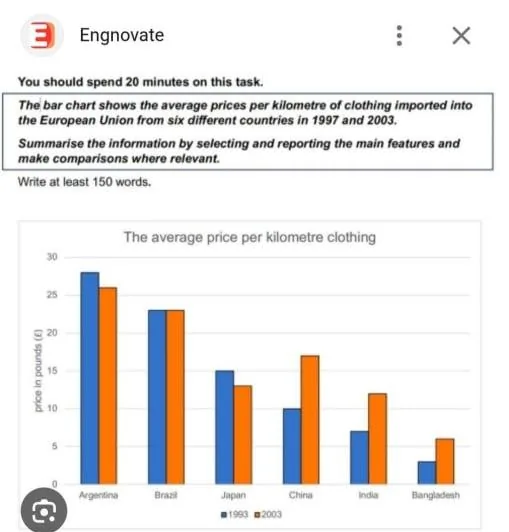 Engnovate
You should spend 20 minutes on this task.
The bar chart shows the average prices per kilometre of clothing imported into
the European Union from six different countries in 1997 and 2003.
Summarise the information by selecting and reporting the main features and
make comparisons where relevant.
Write at least 150 words.
The average price per kilometre clothing
30
25
20
15
10
5
0
price in pounds (£)
Argentina Brazil Japan China India Bangladesh
1993 2003